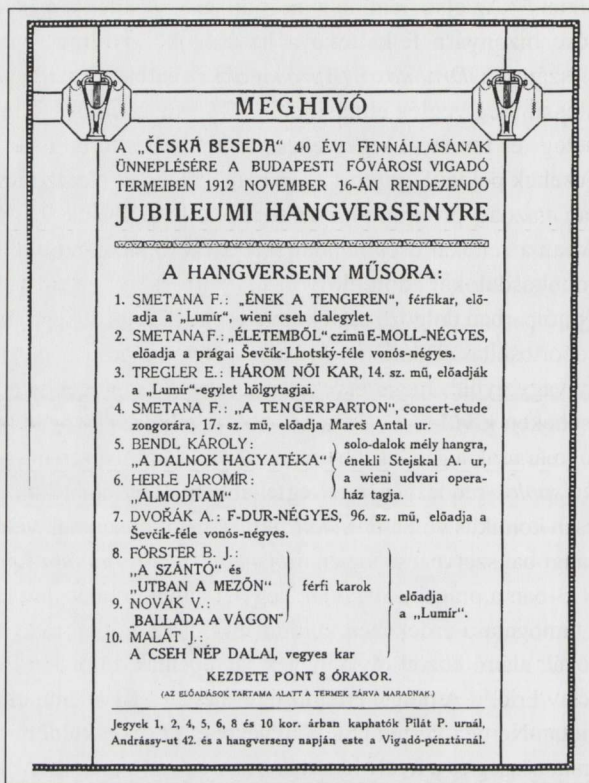 MEGHIVÓ
A „ČESKÁ BESEDA“ 40 ÉVI FENNÁLLÁSÁNAK
ÜNNEPLÉSÉRE A BUDAPESTI FŐVÁROSI VIGADÓ
TERMEIBEN 1912 NOVEMBER 16-ÁN RENDEZENDŐ
JUBILEUMI HANGVERSENYRE
A HANGVERSENY MŰSORA:
1. SMETANA F.: „ÉNEK A TENGEREN“, férfikar, elő-
adja a „Lumír“, wieni cseh dalegylet.
2. SMETANA F.: „ÉLETEMBŐL“ czimü E-MOLL-NÉGYES,
előadja a prágai Ševčik-Lhotský-féle vonós-négyes.
3. TREGLER E.: HÁROM NŐI KAR, 14. sz. mű, előadják
a „Lumír“-egylet hölgytagjai.
4. SMETANA F.: „A TENGERPARTON“, concert-etude
zongorára, 17. sz. mű, előadja Mareš Antal ur.
5. BENDL KÁROLY: solo-dalok mély hangra,
„A DALNOK HAGYATÉKA“ énekli Stejskal A. ur,
6. HERLE JAROMÍR: a wieni udvari opera-
„ÁLMODTAM“ ház tagja.
7. DVOŘÁK A.: F-DUR-NÉGYES, 96. sz. mű, előadja a
Ševčik-féle vonós-négyes.
8. FÖRSTER B. J.:
„A SZÁNTÓ“ és
„UTBAN A MEZŐN“ férfi karok előadja
9. NOVÁK V.: a „Lumír“.
„BALLADA A VÁGON“
10. MALÁT J.:
A CSEH NÉP DALAI, vegyes kar
KEZDETE PONT 8 ÓRAKOR.
(AZ ELŐADÁSOK TARTAMA ALATT A TERMEK ZÁRVA MARADNAK.)
Jegyek 1, 2, 4, 5, 6, 8 és 10 kor. árban kaphatók Pilát P. urnál,
Andrássy-ut 42. és a hangverseny napján este a Vigadó-pénztárnál.